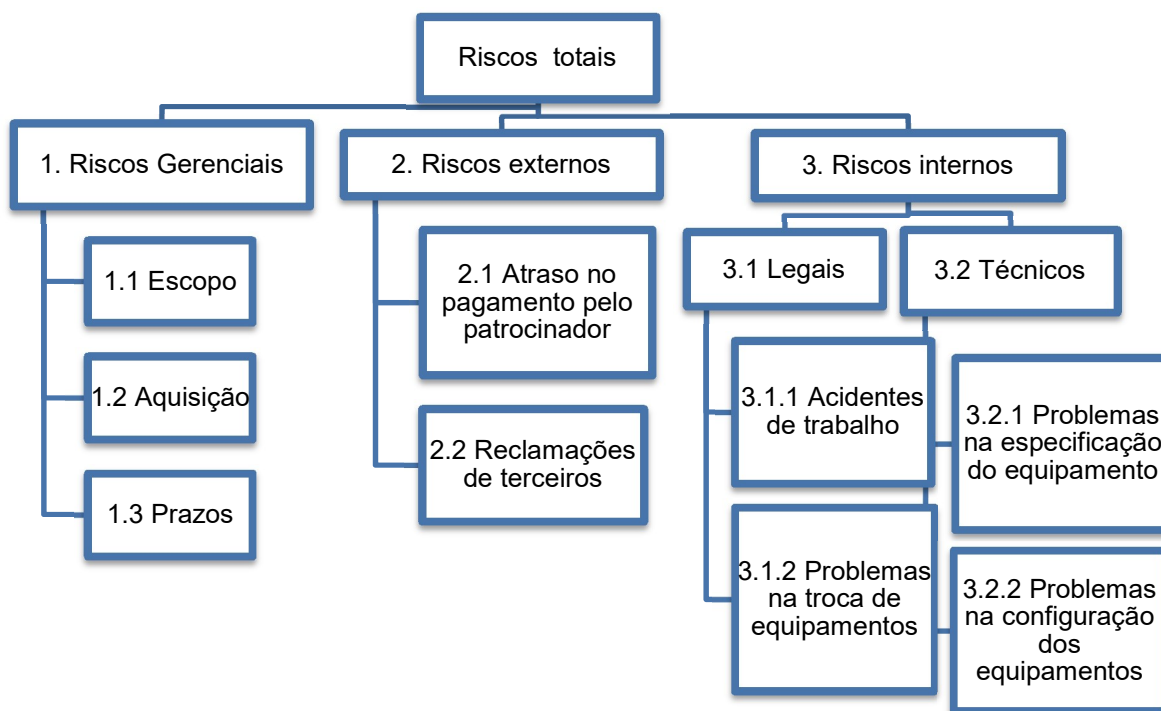 Riscos totais
1. Riscos Gerenciais
2. Riscos externos
3. Riscos internos
1.1 Escopo
1.2 Aquisição
1.3 Prazos
2.1 Atraso no
pagamento pelo
patrocinador
2.2 Reclamações
de terceiros
3.1 Legais
3.1.1 Acidentes
de trabalho
3.1.2 Problemas
na troca de
equipamentos
3.2 Técnicos
3.2.1 Problemas
na especificação
do equipamento
3.2.2 Problemas
na configuração
dos
equipamentos